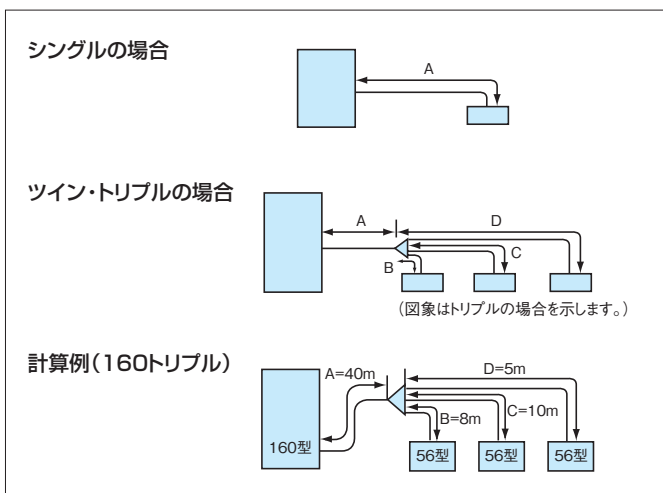 シングルの場合
A
ツイン・トリプルの場合
A
D
C
B
(図象はトリプルの場合を示します。)
計算例(160トリプル)
A=40m
D=5m
C=10m
B=8m
160型
56型
56型
56型